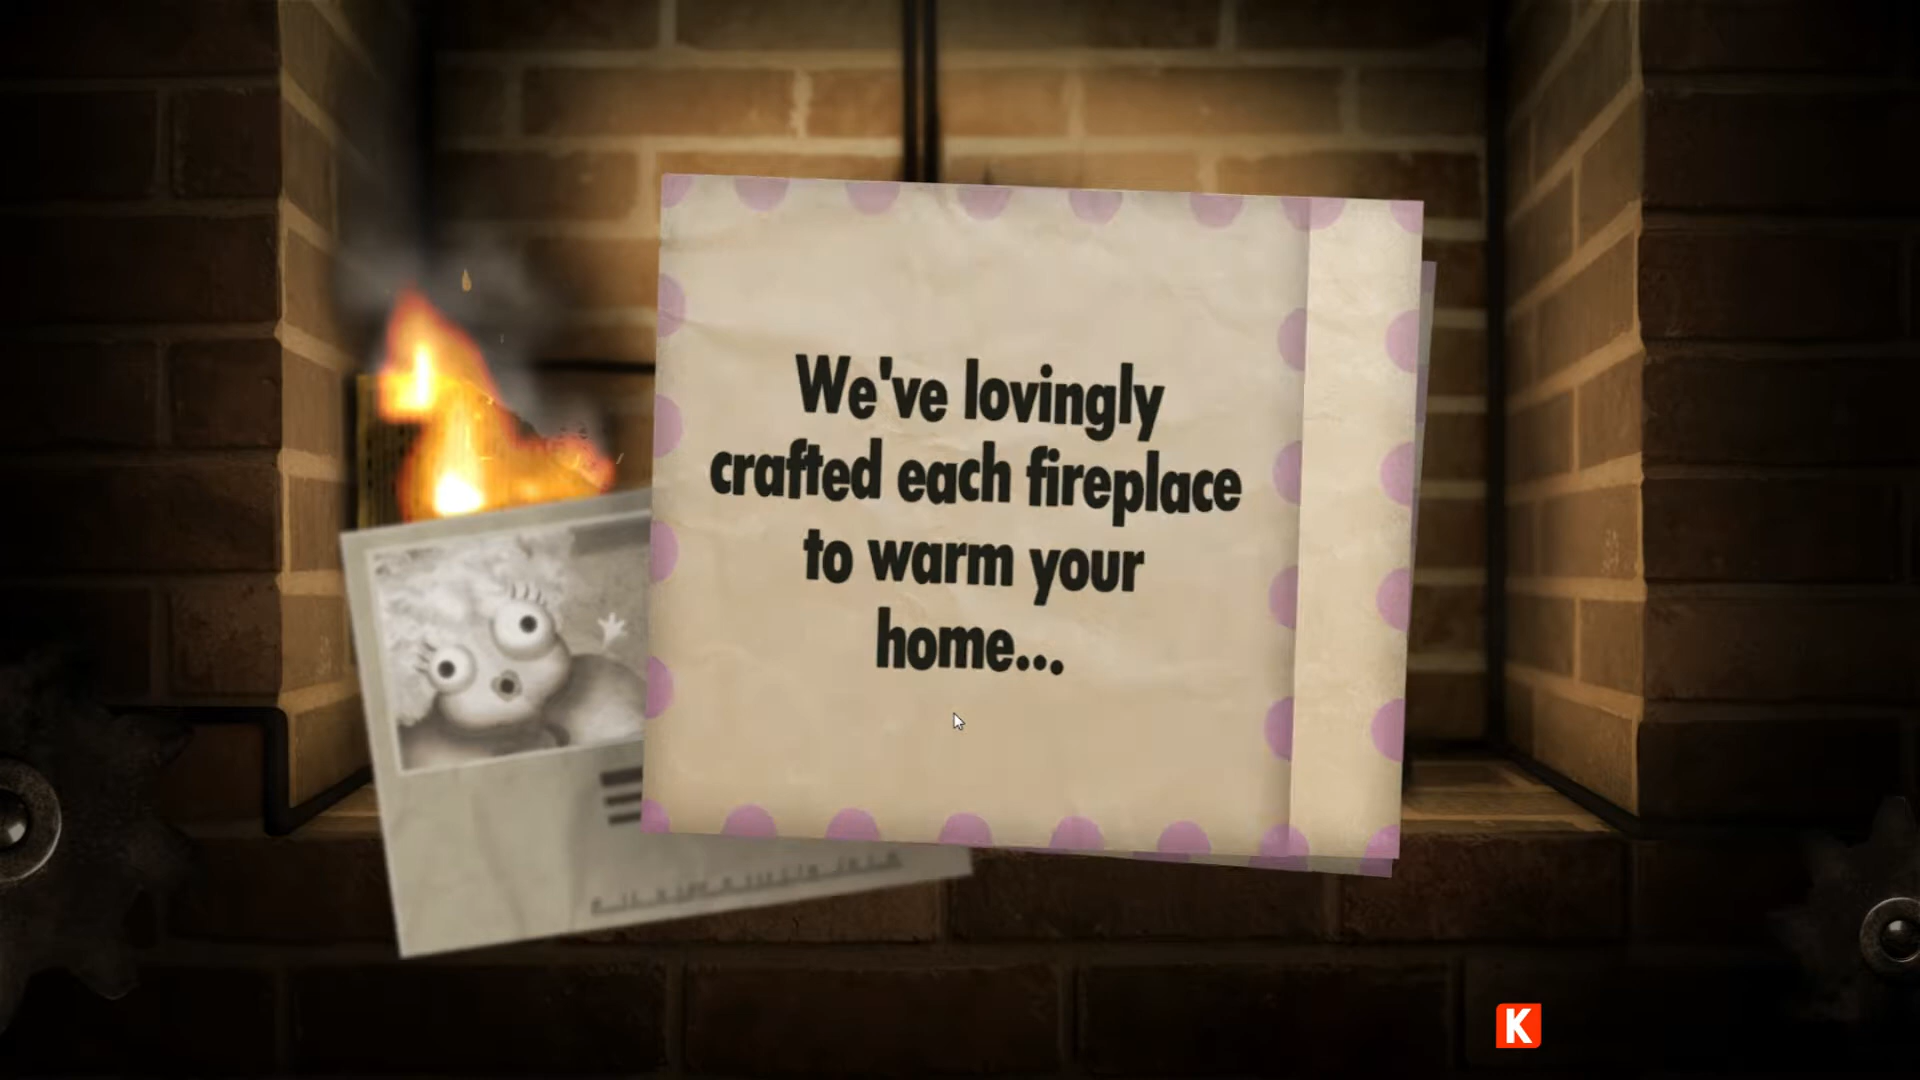 We've lovingly
crafted each fireplace
to warm your
home...
K